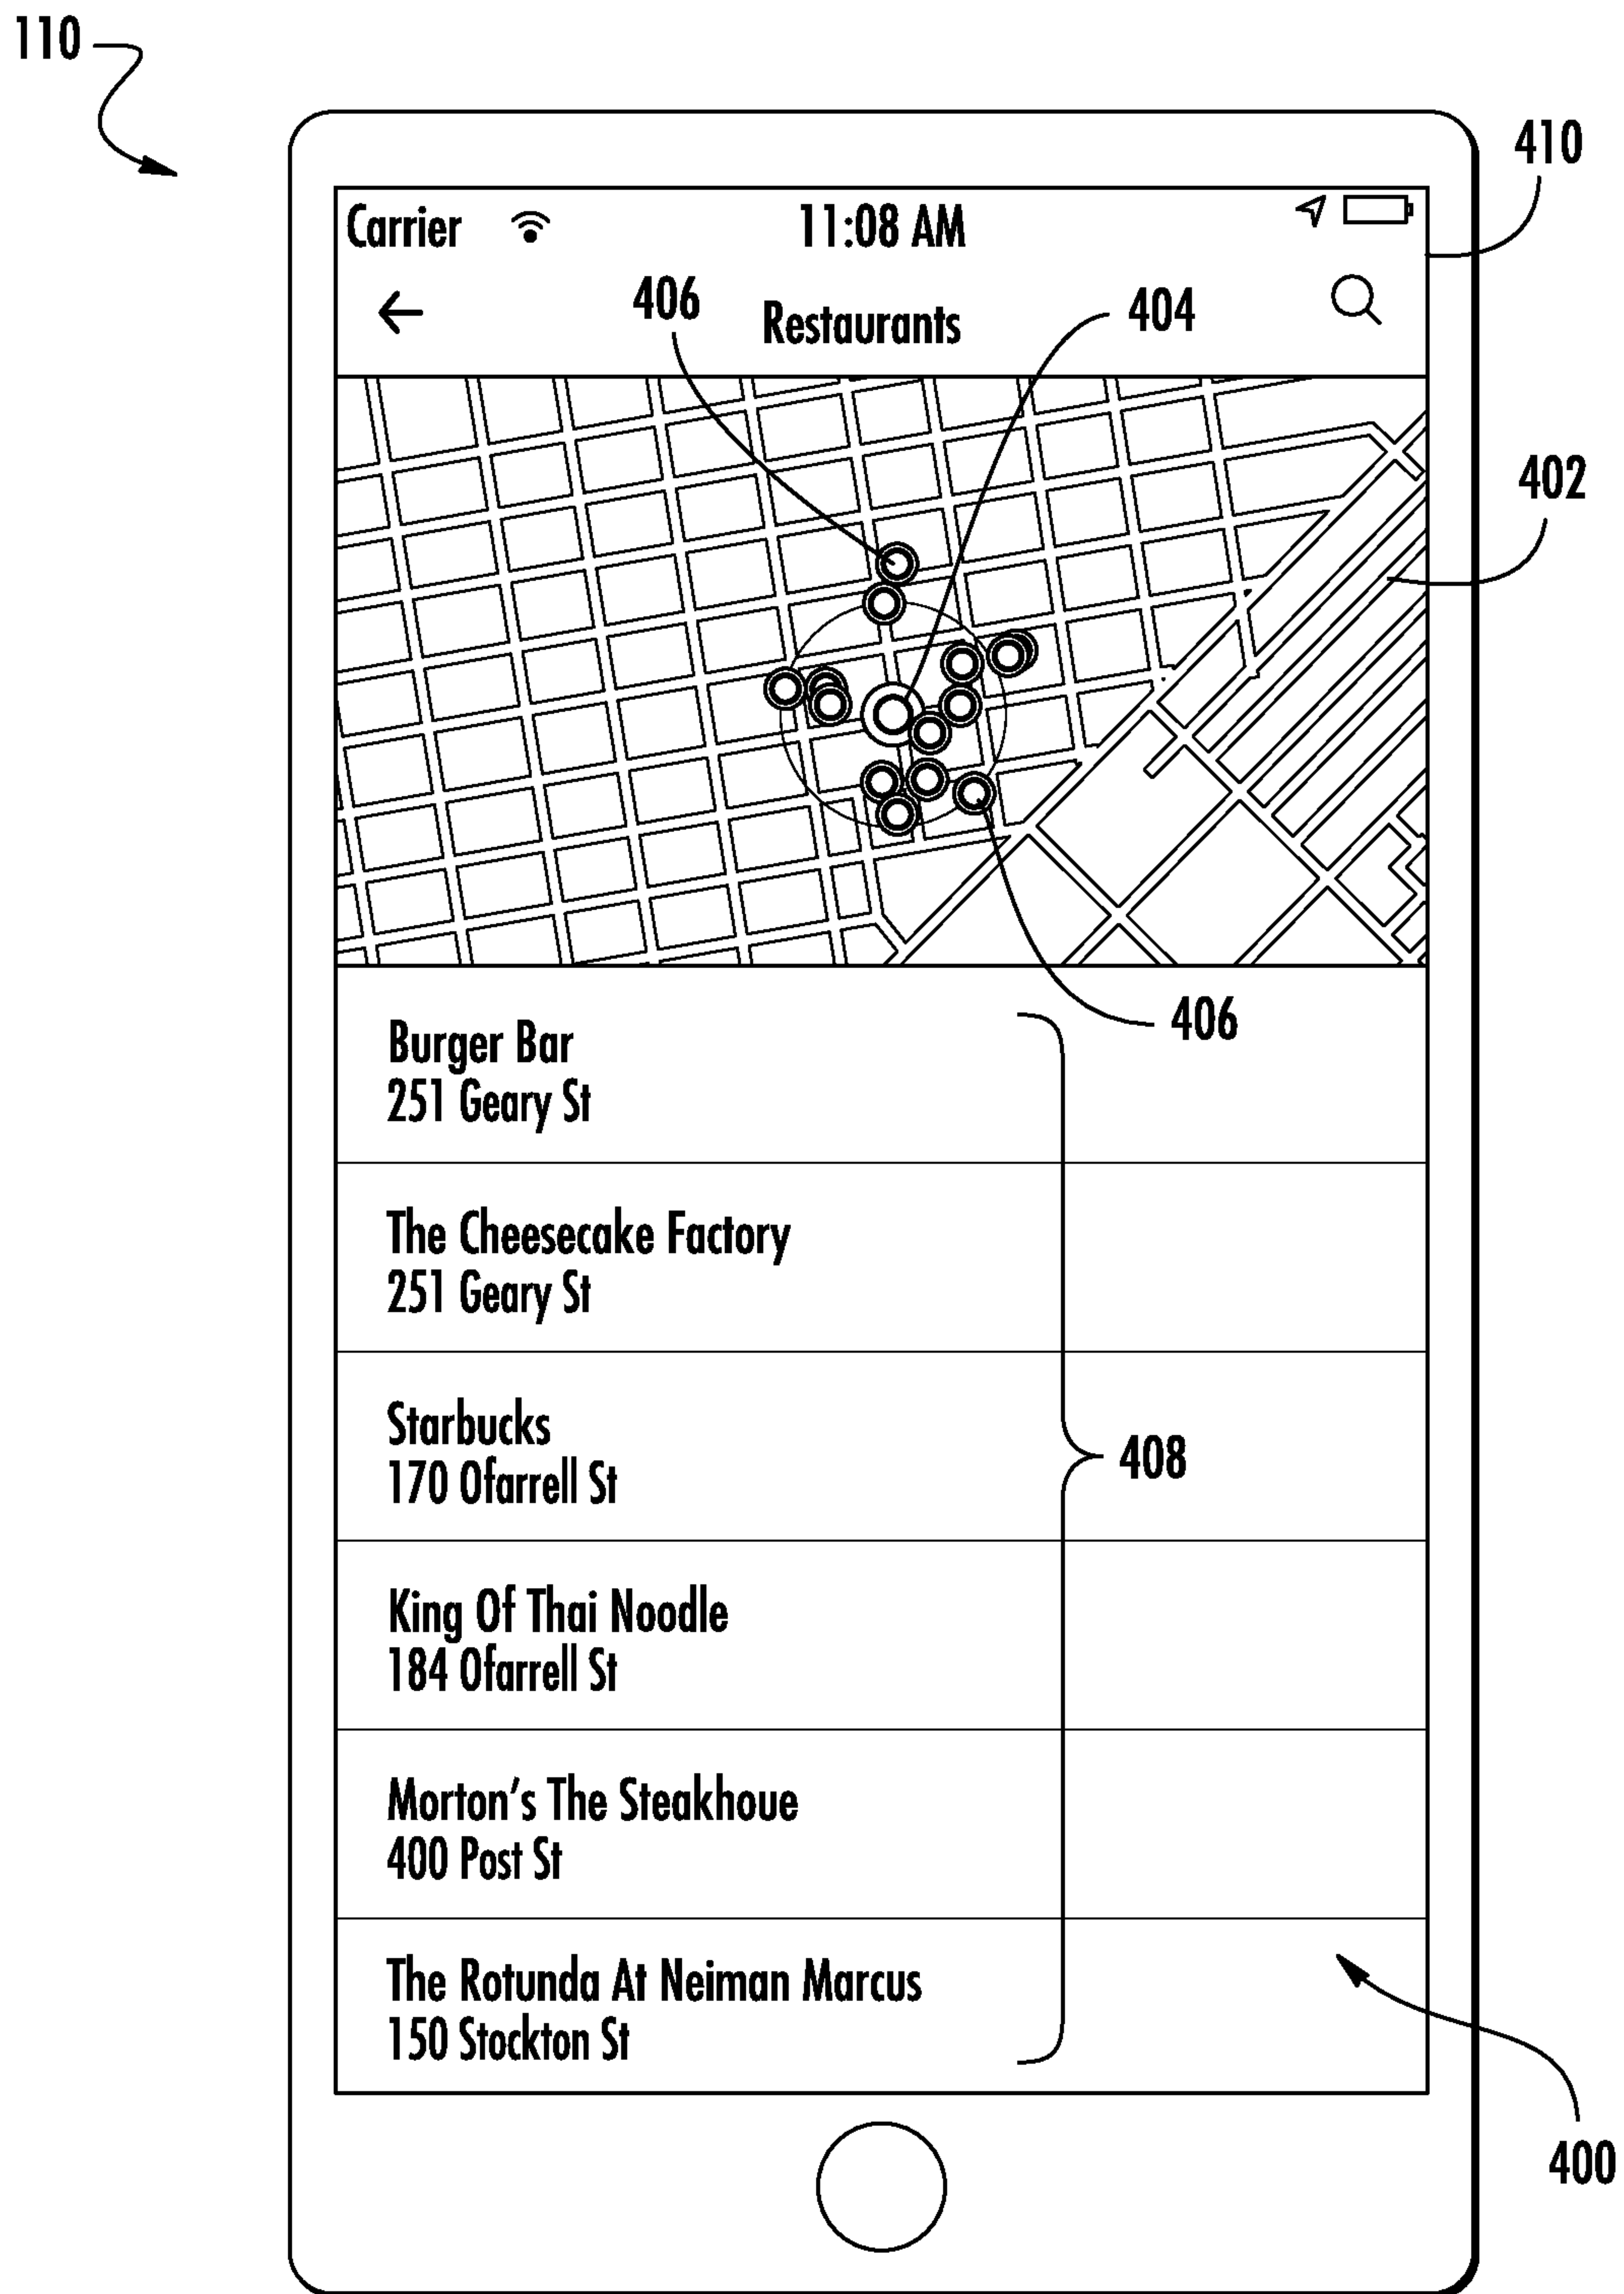 110
410
Carrier 11:08 AM
406
404
Restaurants
402
406
Burger Bar
251 Geary St
The Cheesecake Factory
251 Geary St
Starbucks
170 Ofarrell St
408
King Of Thai Noodle
184 Ofarrell St
Morton's The Steakhoue
400 Post St
The Rotunda At Neiman Marcus
150 Stockton St
400